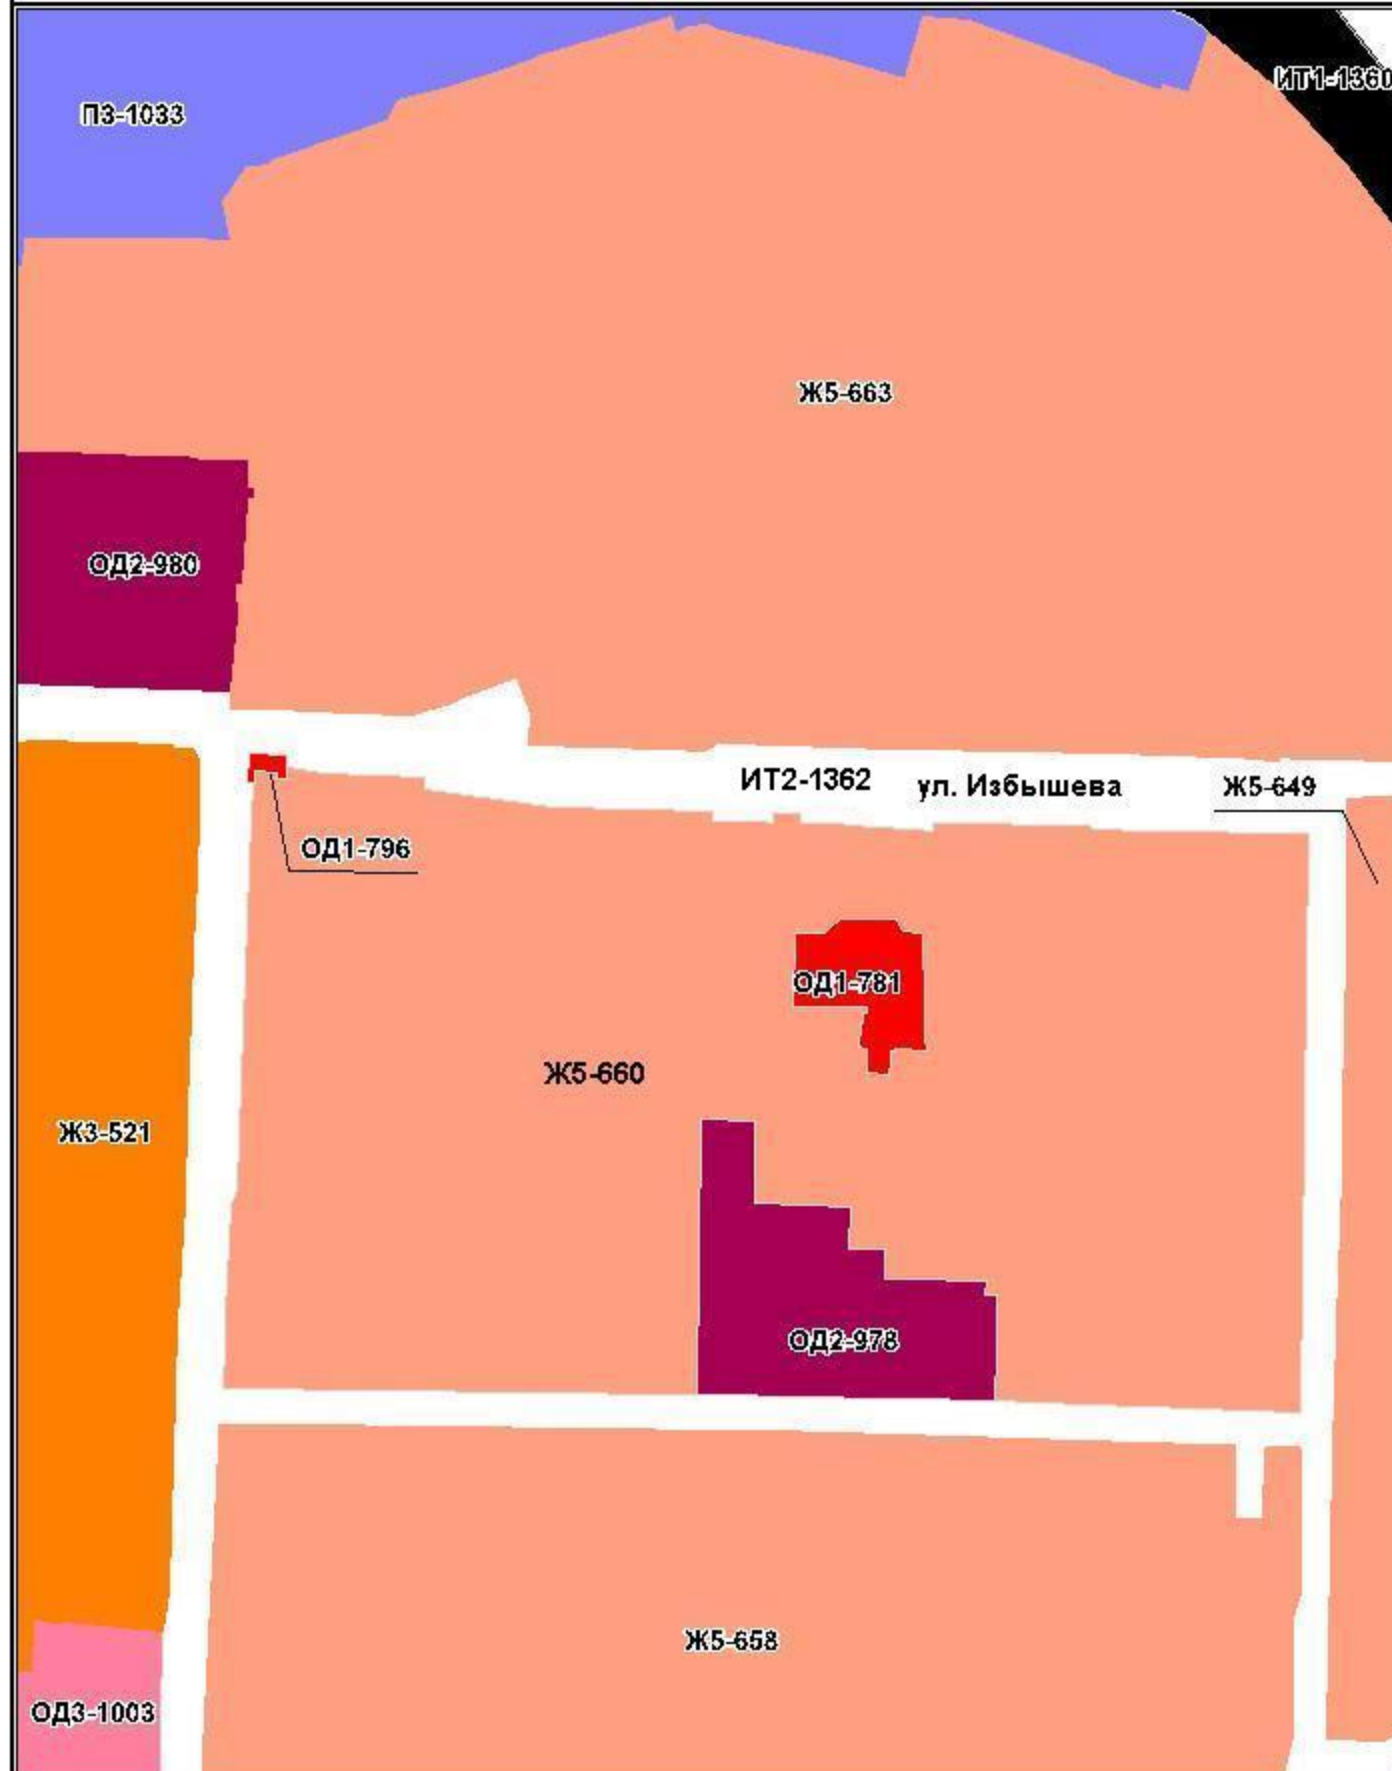 ИТ1-1360
П3-1033
Ж5-663
ОД2-980
ИТ2-1362
ул. Избышева
Ж5-649
ОД1-796
ОД1-781
Ж5-660
Ж3-521
ОД2-978
Ж5-658
ОД3-1003